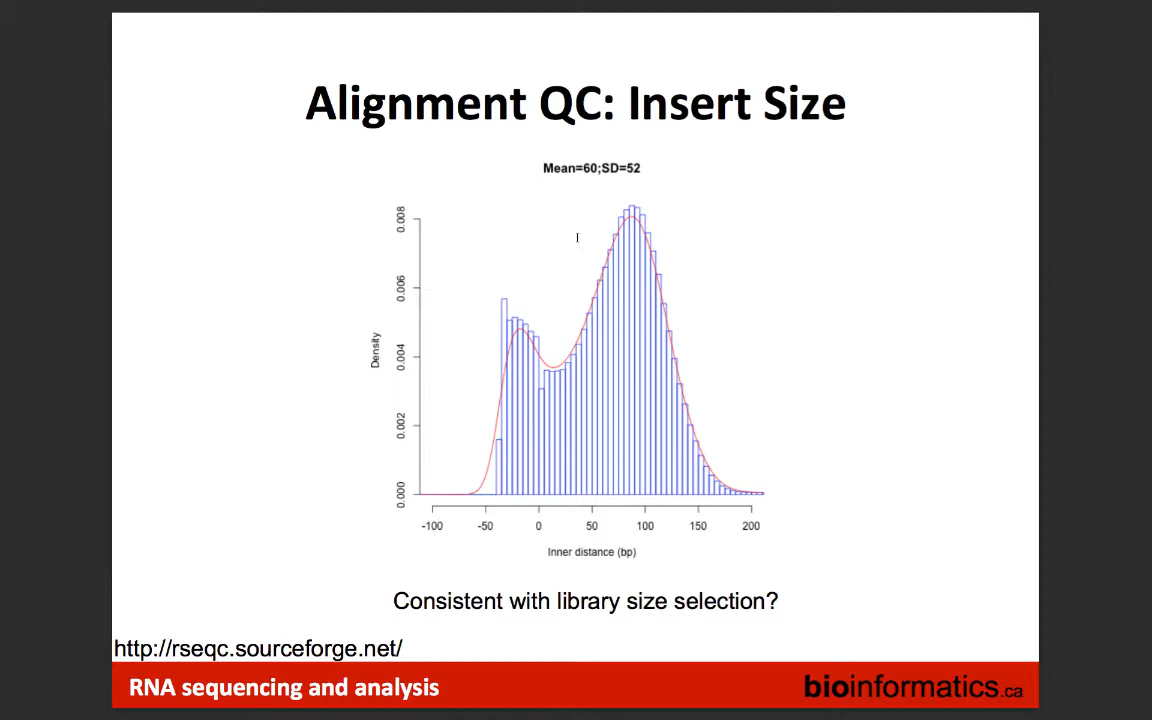 Alignment QC: Insert Size
Mean=60;SD=52
Density
0.008
0.006
0.004
0.002
0.000
-100 -50 0 50 100 150 200
Inner distance (bp)
Consistent with library size selection?
http://rseqc.sourceforge.net/
RNA sequencing and analysis
bioinformatics.ca